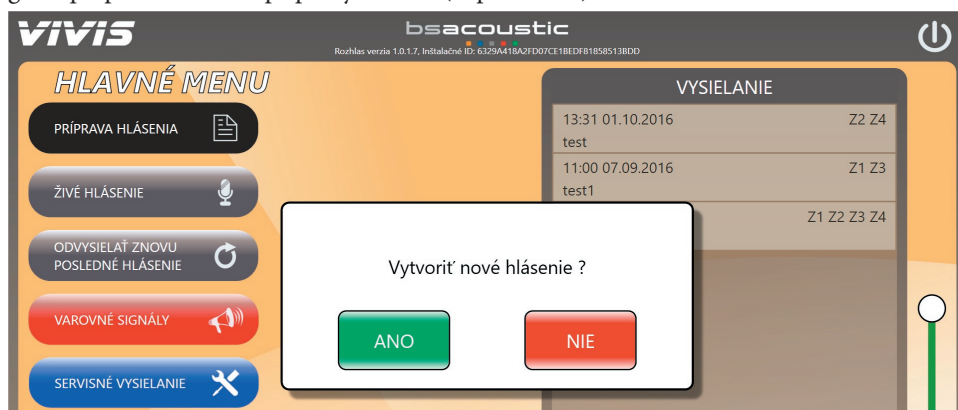 VIVIS
bsacoustic
Rozhlas verzia 1.0.1.7, Inštalačné ID: 6329A418A2FD07CE1BEDF81858513BDD
HLAVNÉ MENU
PRÍPRAVA HLÁSENIA
ŽIVÉ HLÁSENIE
ODVYSIELAŤ ZNOVU
POSLEDNÉ HLÁSENIE
VAROVNÉ SIGNÁLY
SERVISNÉ VYSIELANIE
VYSIELANIE
13:31 01.10.2016 Z2 Z4
test
11:00 07.09.2016 Z1 Z3
test1
Z1 Z2 Z3 Z4
Vytvoriť nové hlásenie ?
ANO
NIE